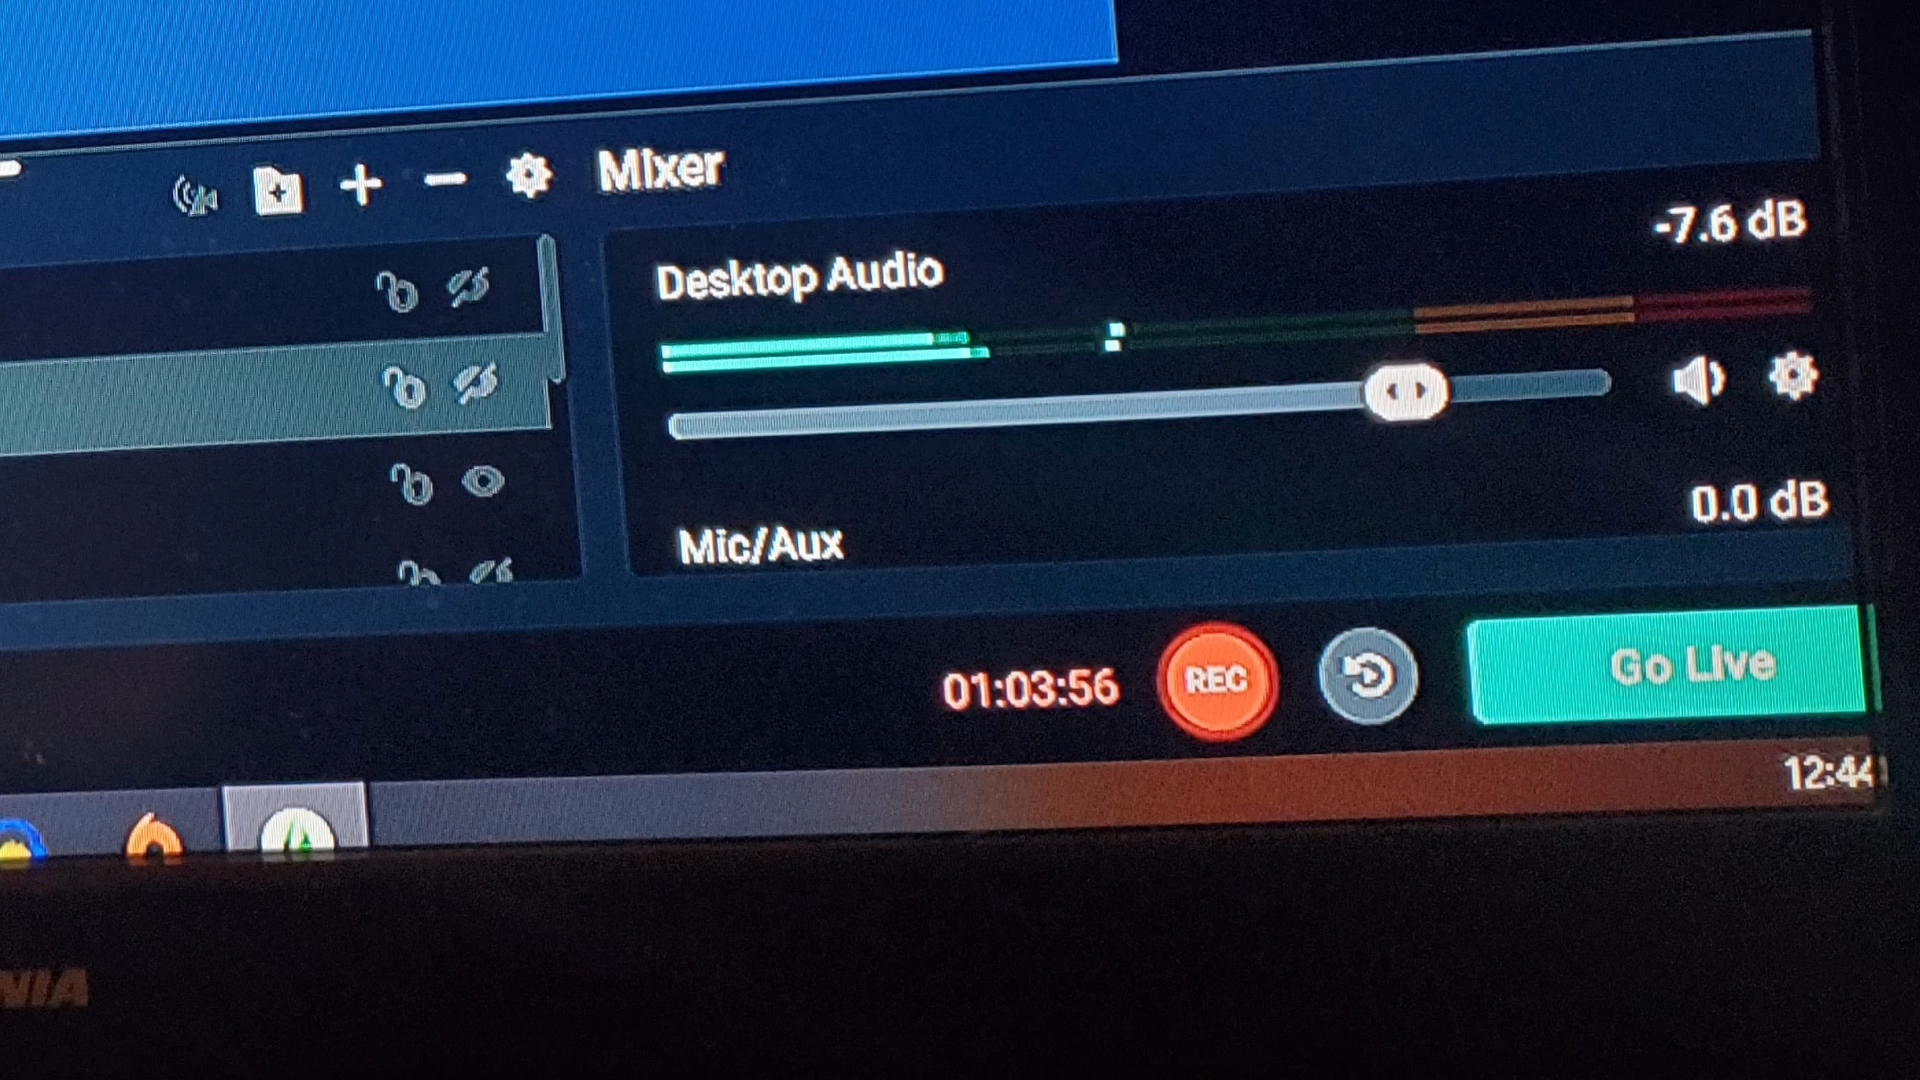 Mixer
-7.6 dB
Desktop Audio
0.0 dB
Mic/Aux
01:03:56
REC
Go Live
12:44
NIA